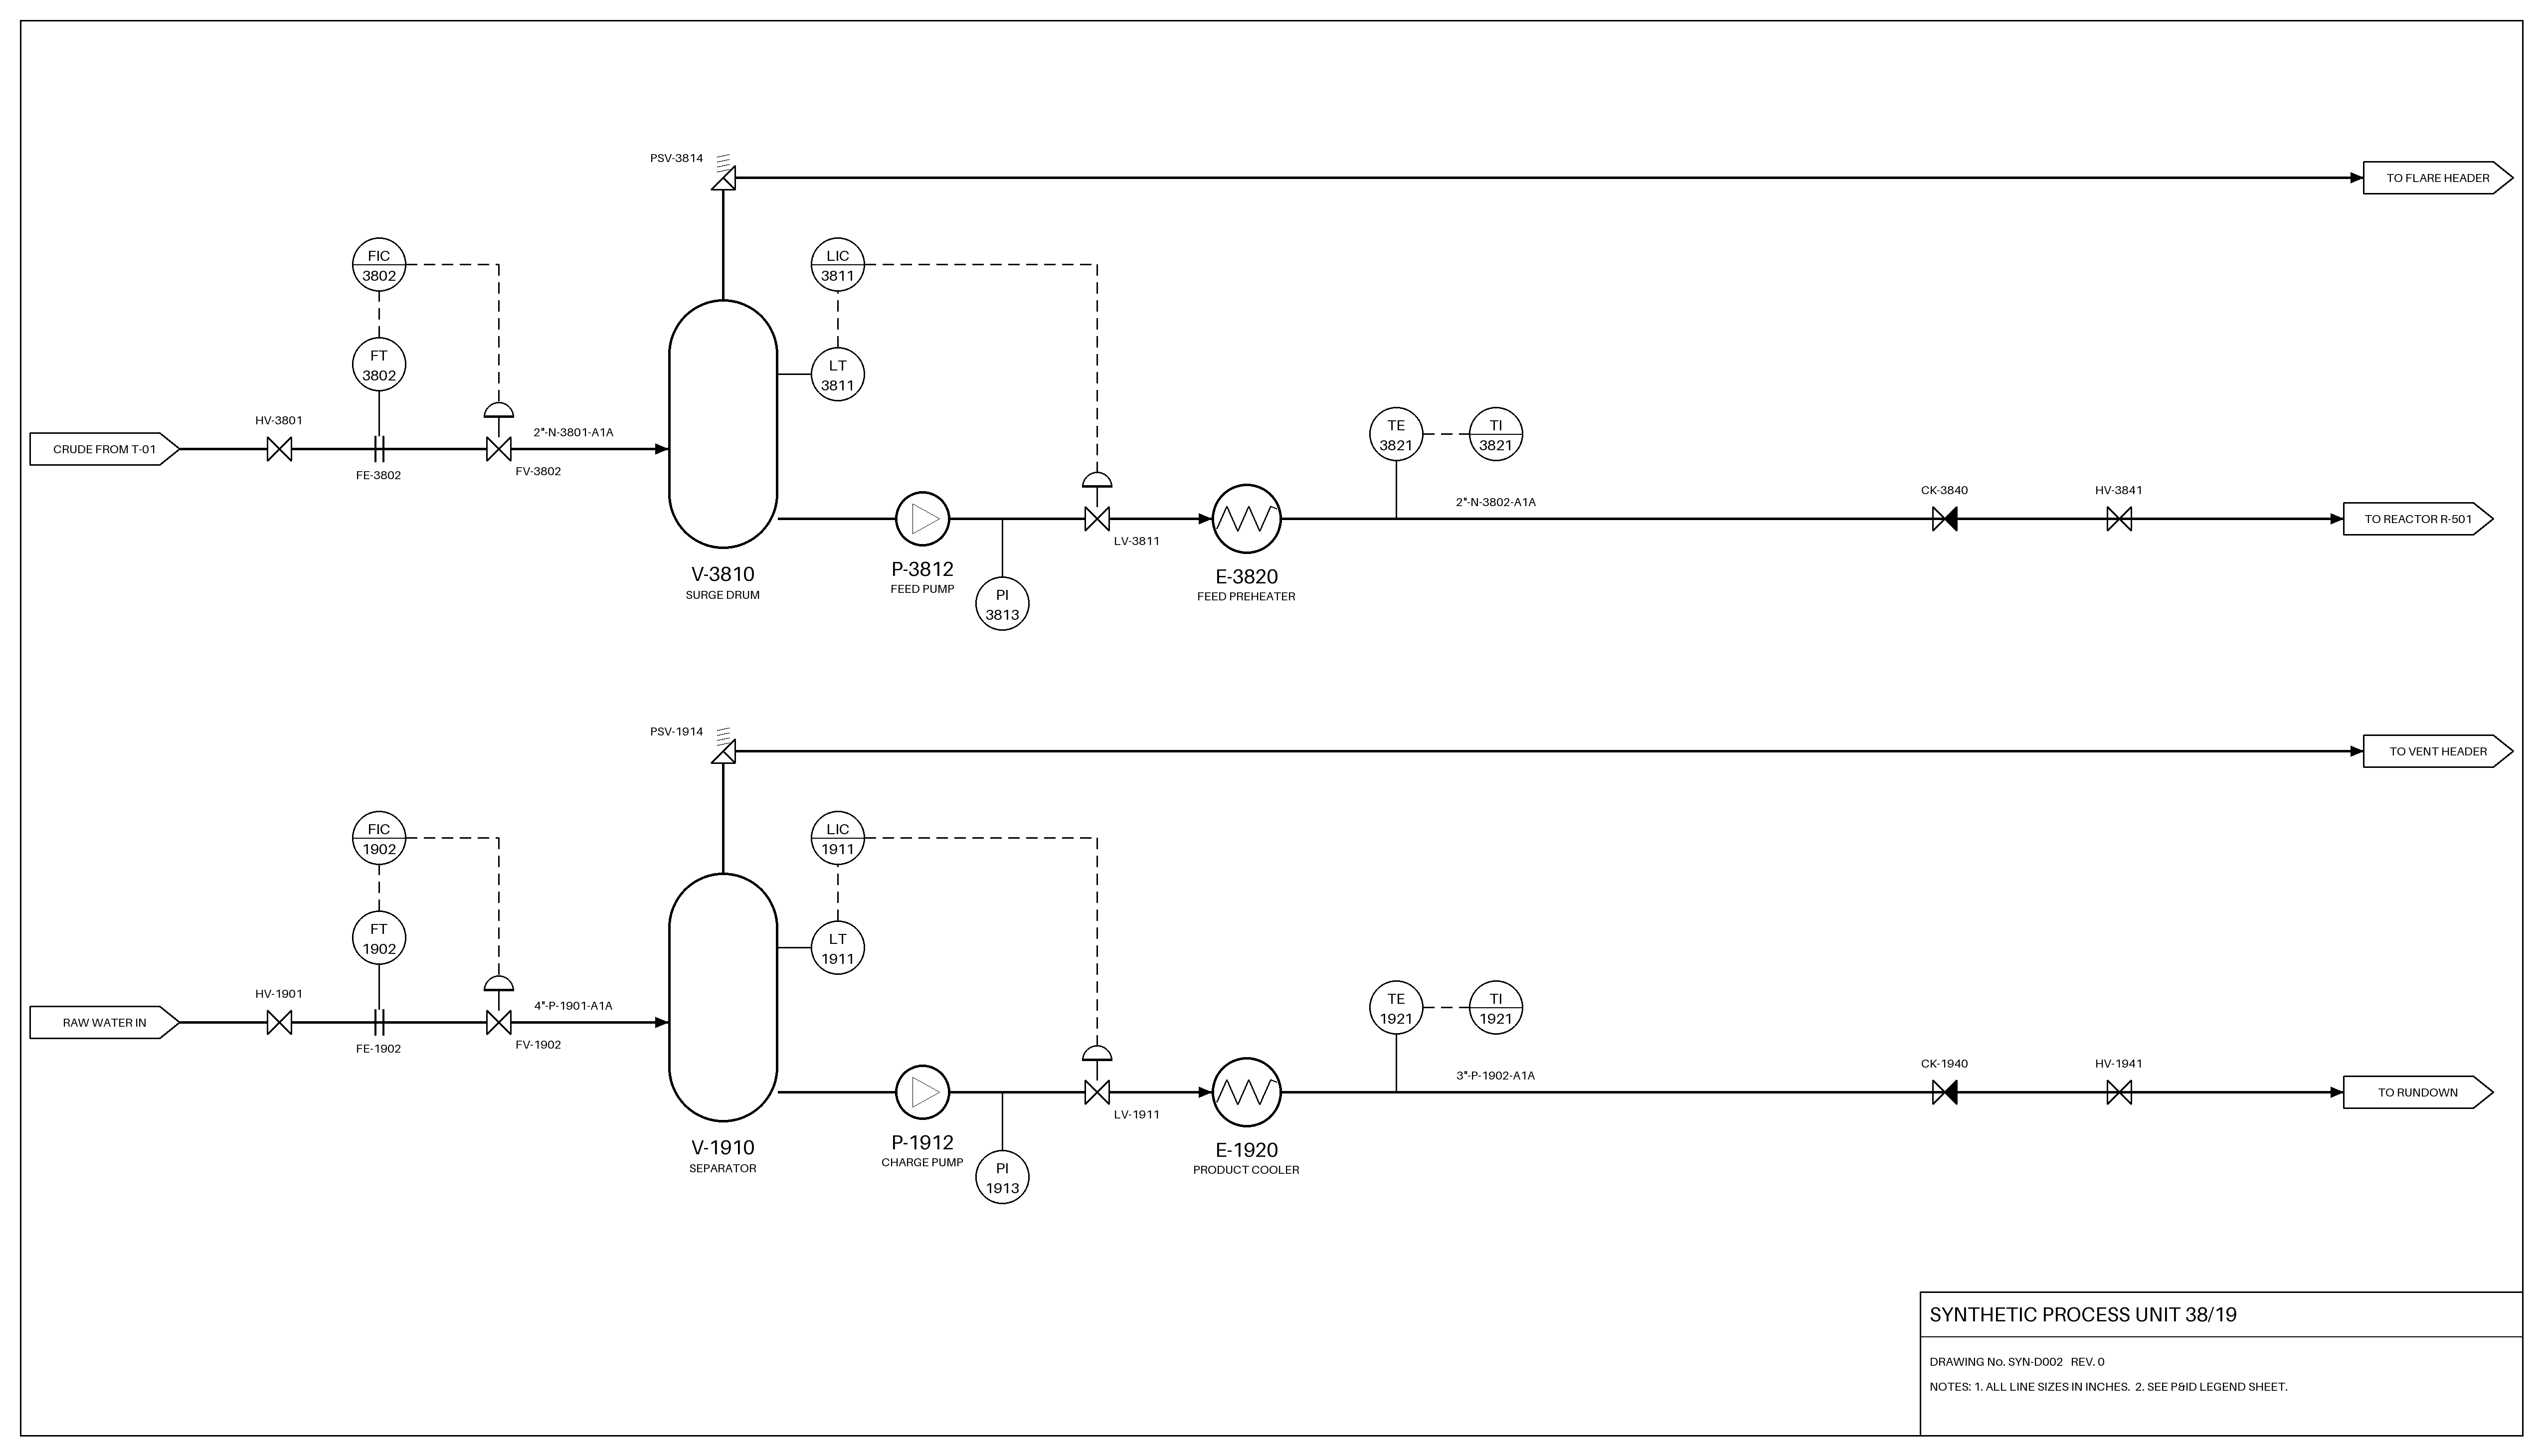 PSV-3814
TO FLARE HEADER
FIC
3802
LIC
3811
FT
3802
LT
3811
HV-3801
TE
3821
TI
3821
2"-N-3801-A1A
CRUDE FROM T-01
FE-3802
FV-3802
2"-N-3802-A1A
CK-3840
HV-3841
TO REACTOR R-501
LV-3811
V-3810
SURGE DRUM
P-3812
FEED PUMP
E-3820
FEED PREHEATER
PI
3813
PSV-1914
TO VENT HEADER
FIC
1902
LIC
1911
FT
1902
LT
1911
HV-1901
TE
1921
TI
1921
4"-P-1901-A1A
RAW WATER IN
FE-1902
FV-1902
3"-P-1902-A1A
CK-1940
HV-1941
TO RUNDOWN
LV-1911
V-1910
SEPARATOR
P-1912
CHARGE PUMP
E-1920
PRODUCT COOLER
PI
1913
SYNTHETIC PROCESS UNIT 38/19
DRAWING No. SYN-D002 REV. 0
NOTES: 1. ALL LINE SIZES IN INCHES. 2. SEE P&ID LEGEND SHEET.